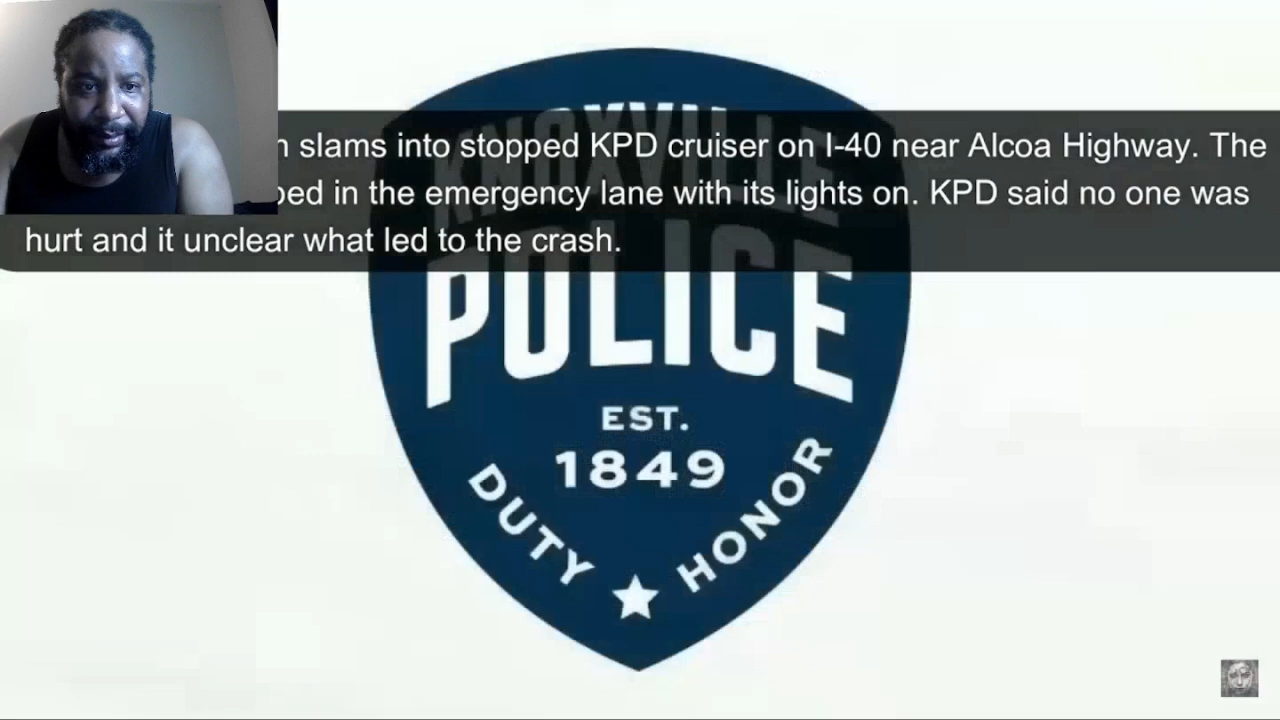 slams into stopped KPD cruiser on I-40 near Alcoa Highway. The
in the emergency lane with its lights on. KPD said no one was
hurt and it unclear what led to the crash.
KNOXVILLE
POLICE
EST.
1849
DUTY HONOR